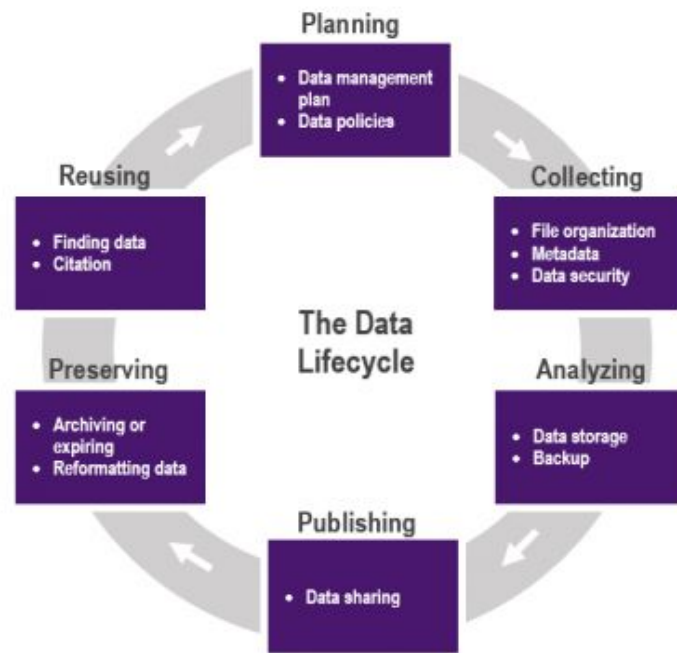 Planning
• Data management
plan
• Data policies
Collecting
• File organization
• Metadata
• Data security
Analyzing
• Data storage
• Backup
Publishing
• Data sharing
Preserving
• Archiving or
expiring
• Reformatting data
Reusing
• Finding data
• Citation
The Data
Lifecycle